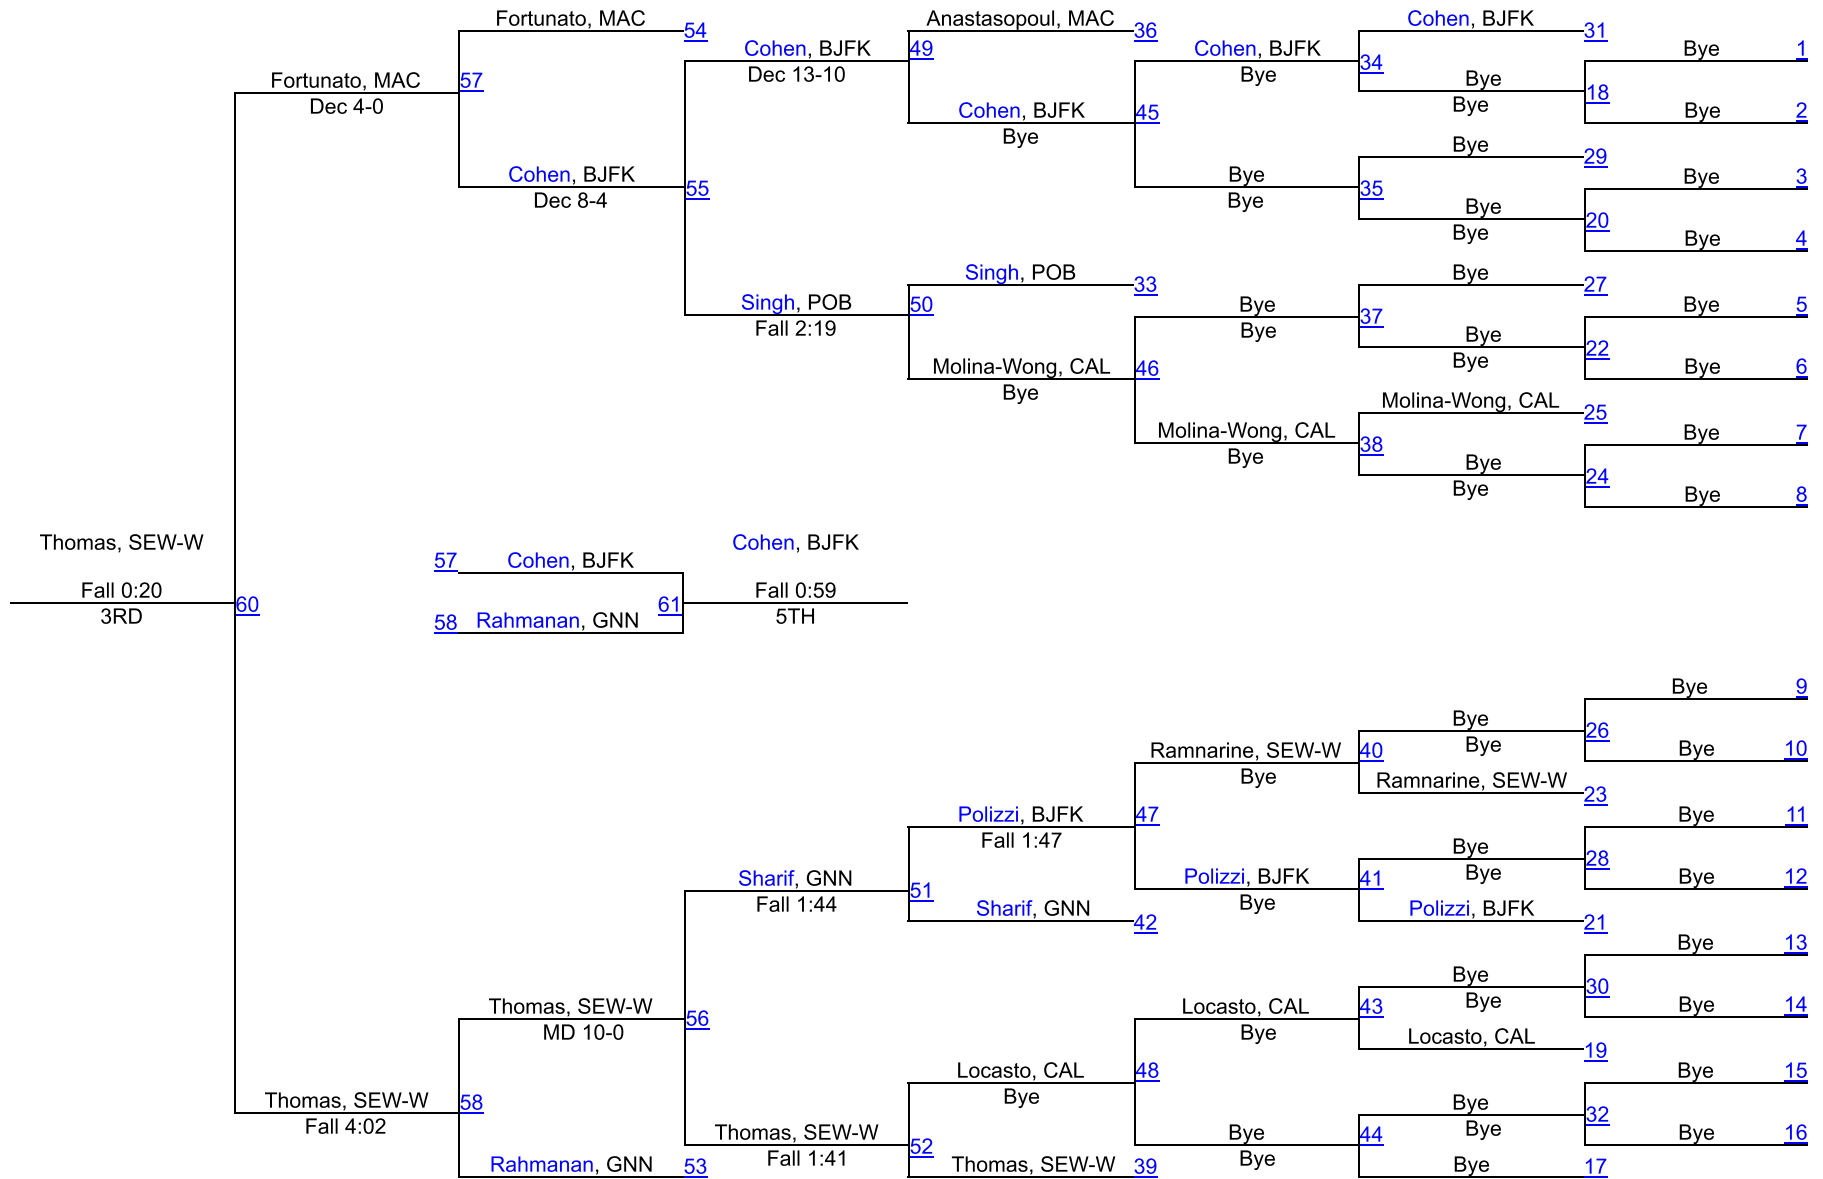 Fortunato, MAC
54
Anastasopoul, MAC
36
Cohen, BJFK
31
Cohen, BJFK
49
Cohen, BJFK
Bye
1
Fortunato, MAC
57
Dec 13-10
Bye
34
Bye
Dec 4-0
Bye
18
Cohen, BJFK
45
Bye
2
Bye
Bye
29
Cohen, BJFK
55
Bye
35
Bye
3
Dec 8-4
Bye
Bye
20
Bye
Bye
4
Singh, POB
33
Bye
27
Singh, POB
50
Bye
37
Bye
5
Fall 2:19
Bye
Bye
22
Molina-Wong, CAL
46
Bye
Bye
6
Bye
Molina-Wong, CAL
25
Molina-Wong, CAL
38
Bye
7
Bye
Bye
24
Bye
Bye
8
Thomas, SEW-W
57
Cohen, BJFK
Cohen, BJFK
Fall 0:20
60
61
Fall 0:59
3RD
58
Rahmanan, GNN
5TH
Bye
9
Bye
26
Ramnarine, SEW-W
40
Bye
Bye
10
Bye
Ramnarine, SEW-W
23
Polizzi, BJFK
47
Bye
11
Fall 1:47
Bye
28
Sharif, GNN
51
Polizzi, BJFK
41
Bye
Bye
12
Fall 1:44
Bye
Sharif, GNN
42
Polizzi, BJFK
21
Bye
13
Bye
30
Thomas, SEW-W
56
Locasto, CAL
43
Bye
Bye
14
MD 10-0
Bye
Locasto, CAL
19
Locasto, CAL
48
Bye
15
Thomas, SEW-W
58
Bye
Bye
32
Fall 4:02
Thomas, SEW-W
52
Bye
44
Bye
Bye
16
Fall 1:41
Bye
Rahmanan, GNN
53
Thomas, SEW-W
39
Bye
17